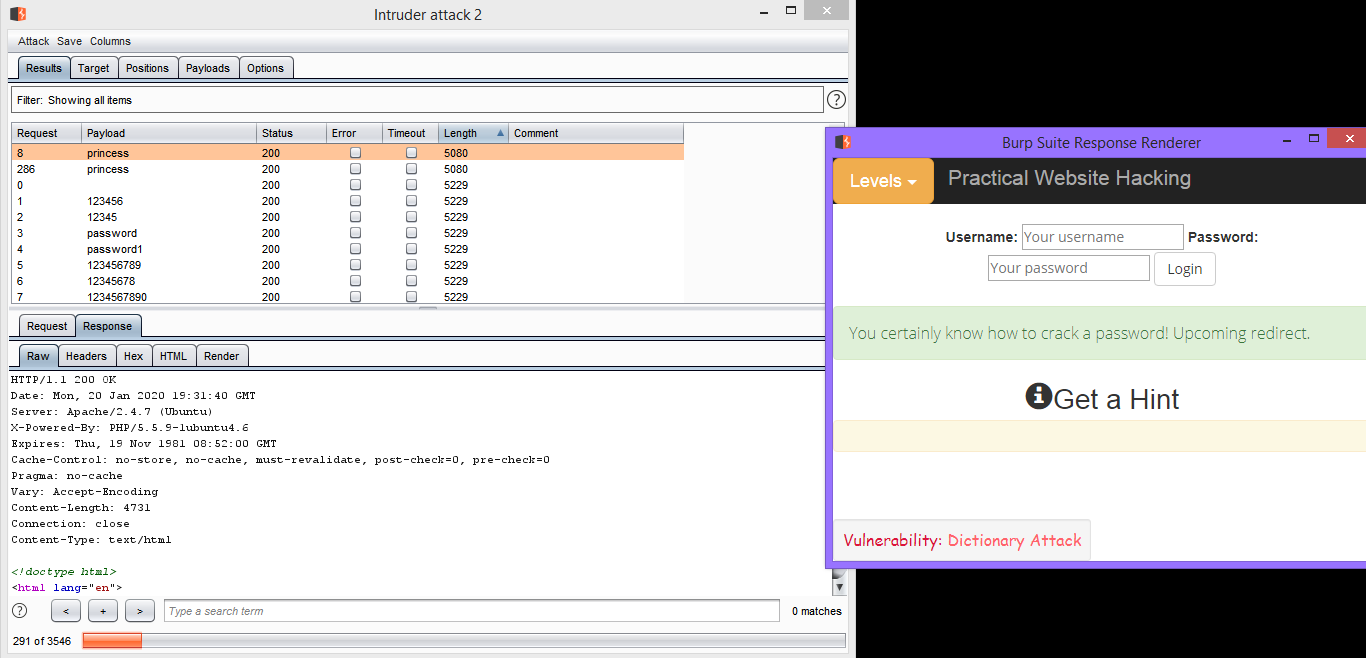 Intruder attack 2
Attack Save Columns
Results Target Positions Payloads Options
Filter: Showing all items
?
Request Payload Status Error Timeout Length Comment
8 princess 200 5080
286 princess 200 5080
0 200 5229
1 123456 200 5229
2 12345 200 5229
3 password 200 5229
4 password1 200 5229
5 123456789 200 5229
6 12345678 200 5229
7 1234567890 200 5229
Request Response
Raw Headers Hex HTML Render
HTTP/1.1 200 OK
Date: Mon, 20 Jan 2020 19:31:40 GMT
Server: Apache/2.4.7 (Ubuntu)
X-Powered-By: PHP/5.5.9-1ubuntu4.6
Expires: Thu, 19 Nov 1981 08:52:00 GMT
Cache-Control: no-store, no-cache, must-revalidate, post-check=0, pre-check=0
Pragma: no-cache
Vary: Accept-Encoding
Content-Length: 4731
Connection: close
Content-Type: text/html
<!doctype html>
<html lang="en">
? < + > Type a search term 0 matches
291 of 3546
Burp Suite Response Renderer
Levels Practical Website Hacking
Username: Your username Password:
Your password Login
You certainly know how to crack a password! Upcoming redirect.
Get a Hint
Vulnerability: Dictionary Attack